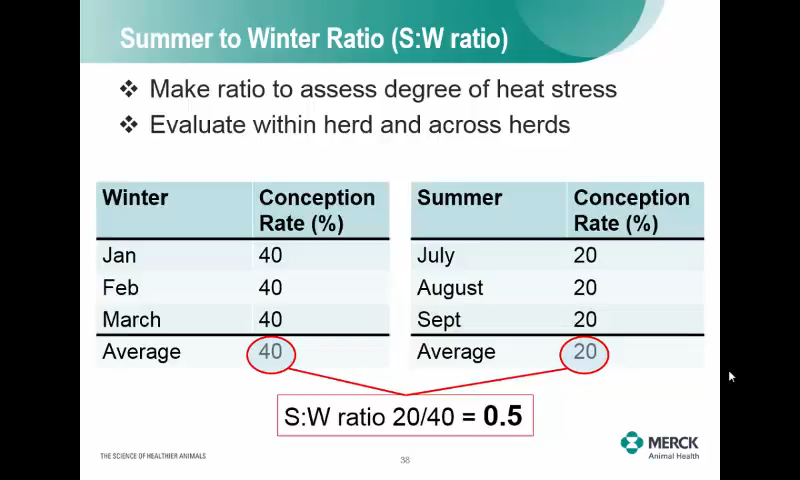 Summer to Winter Ratio (S:W ratio)
❖ Make ratio to assess degree of heat stress
❖ Evaluate within herd and across herds
Winter Conception Rate (%)
Jan 40
Feb 40
March 40
Average 40
Summer Conception Rate (%)
July 20
August 20
Sept 20
Average 20
S:W ratio 20/40 = 0.5
THE SCIENCE OF HEALTHIER ANIMALS
38
MERCK
Animal Health